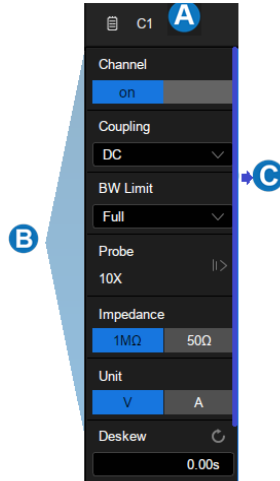 C1 A
Channel
on
Coupling
DC
BW Limit
Full
Probe
10X
Impedance
1MΩ 50Ω
Unit
V A
Deskew
0.00s
B
C